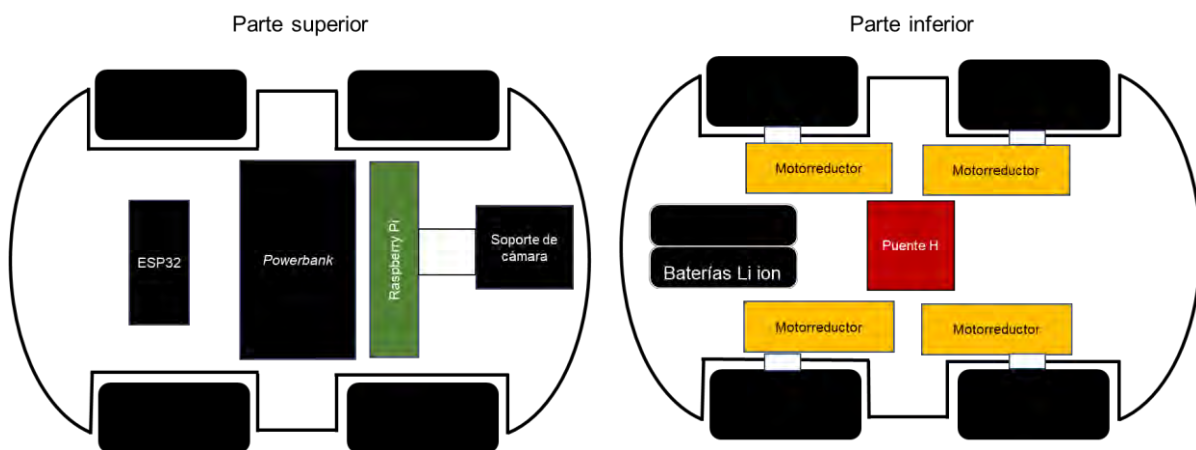 Parte superior
Parte inferior
ESP32
Powerbank
Raspberry Pi
Soporte de
cámara
Motorreductor
Motorreductor
Baterías Li ion
Puente H
Motorreductor
Motorreductor